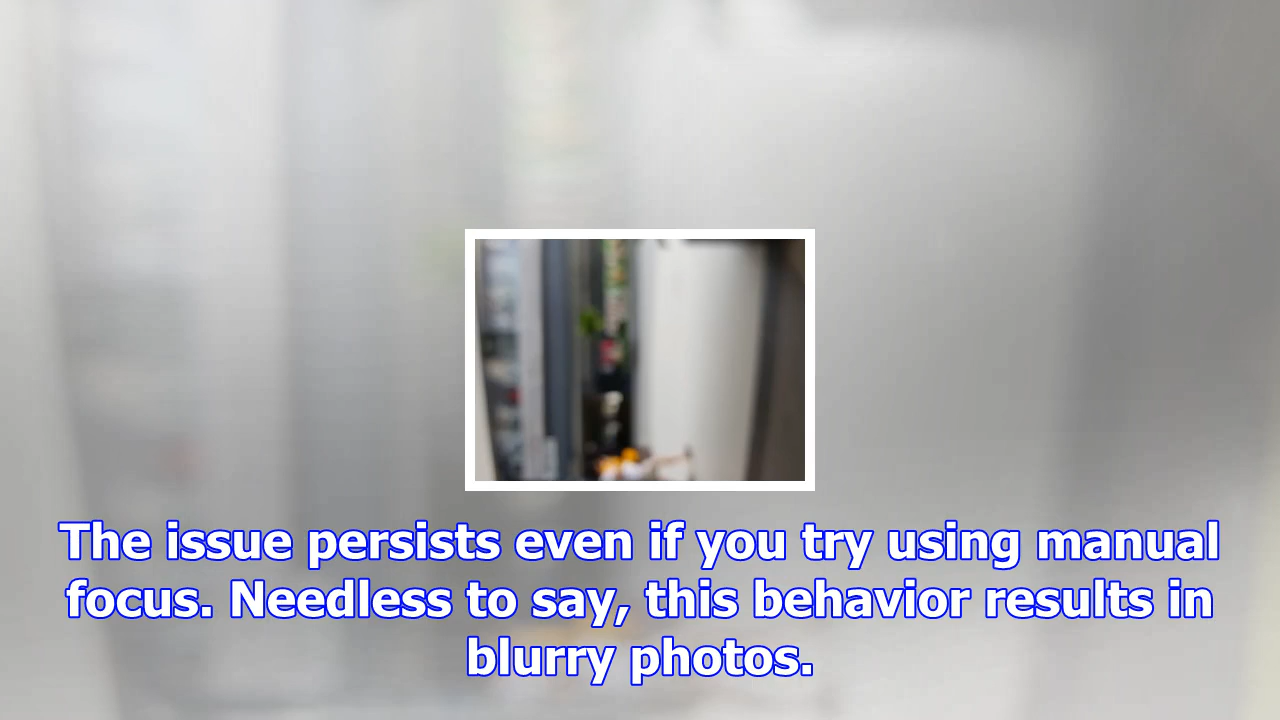 The issue persists even if you try using manual
focus. Needless to say, this behavior results in
blurry photos.